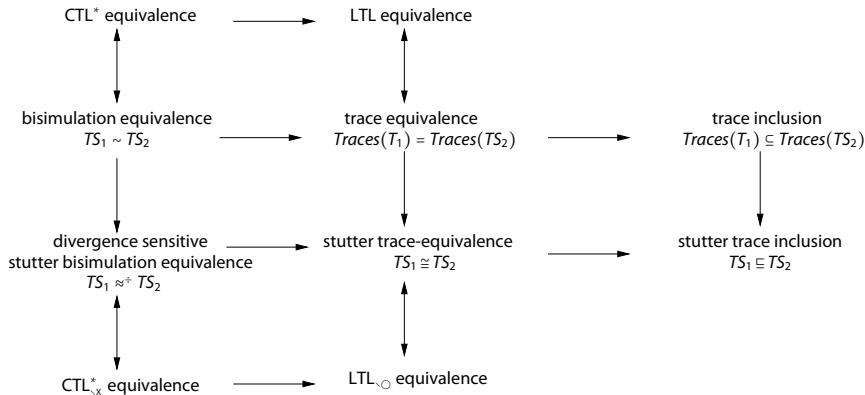 CTL* equivalence
LTL equivalence
bisimulation equivalence
TS₁ ~ TS₂
trace equivalence
Traces(T₁) = Traces(TS₂)
trace inclusion
Traces(T₁) ⊆ Traces(TS₂)
divergence sensitive
stutter bisimulation equivalence
TS₁ ≈÷ TS₂
stutter trace-equivalence
TS₁ ≅ TS₂
stutter trace inclusion
TS₁ ⊑ TS₂
CTL*\x equivalence
LTL\○ equivalence